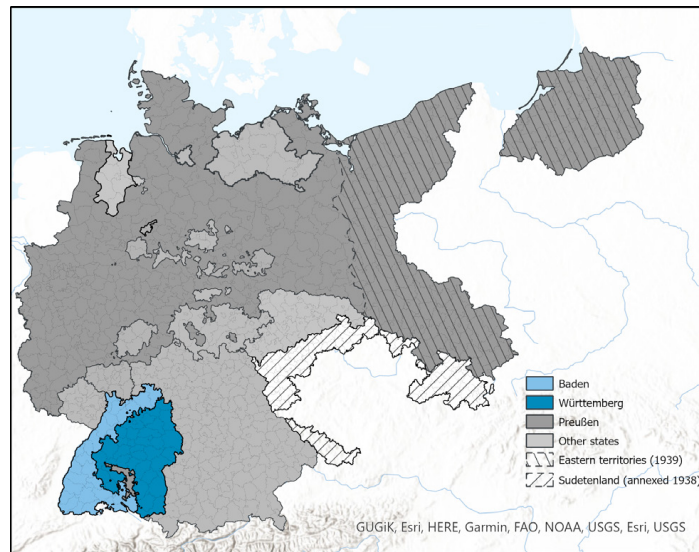 Baden
Württemberg
Preußen
Other states
Eastern territories (1939)
Sudetenland (annexed 1938)
GUGiK, Esri, HERE, Garmin, FAO, NOAA, USGS, Esri, USGS